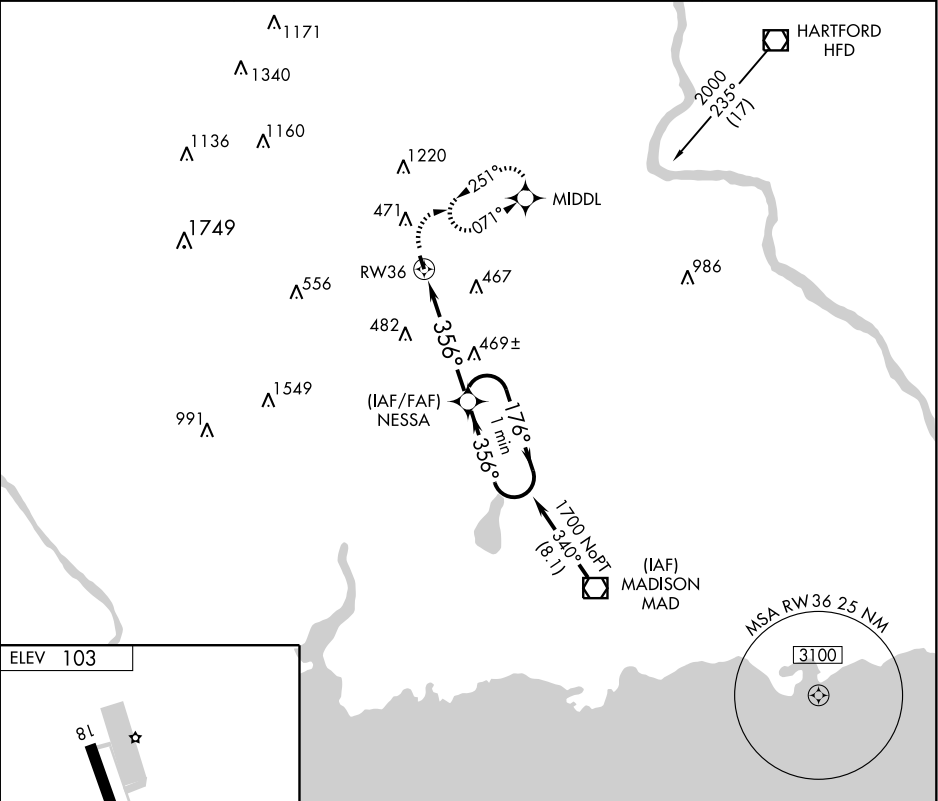 1171
HARTFORD
HFD
1340
2000
235°
(17)
1136
1160
1220
251°
MIDDL
471
071°
1749
RW36
467
986
556
482
356°
469±
1549
(IAF/FAF)
NESSA
991
176°
1 min
356°
1700 NoPT
340°
(8.1)
(IAF)
MADISON
MAD
MSA RW36 25 NM
3100
ELEV 103
18